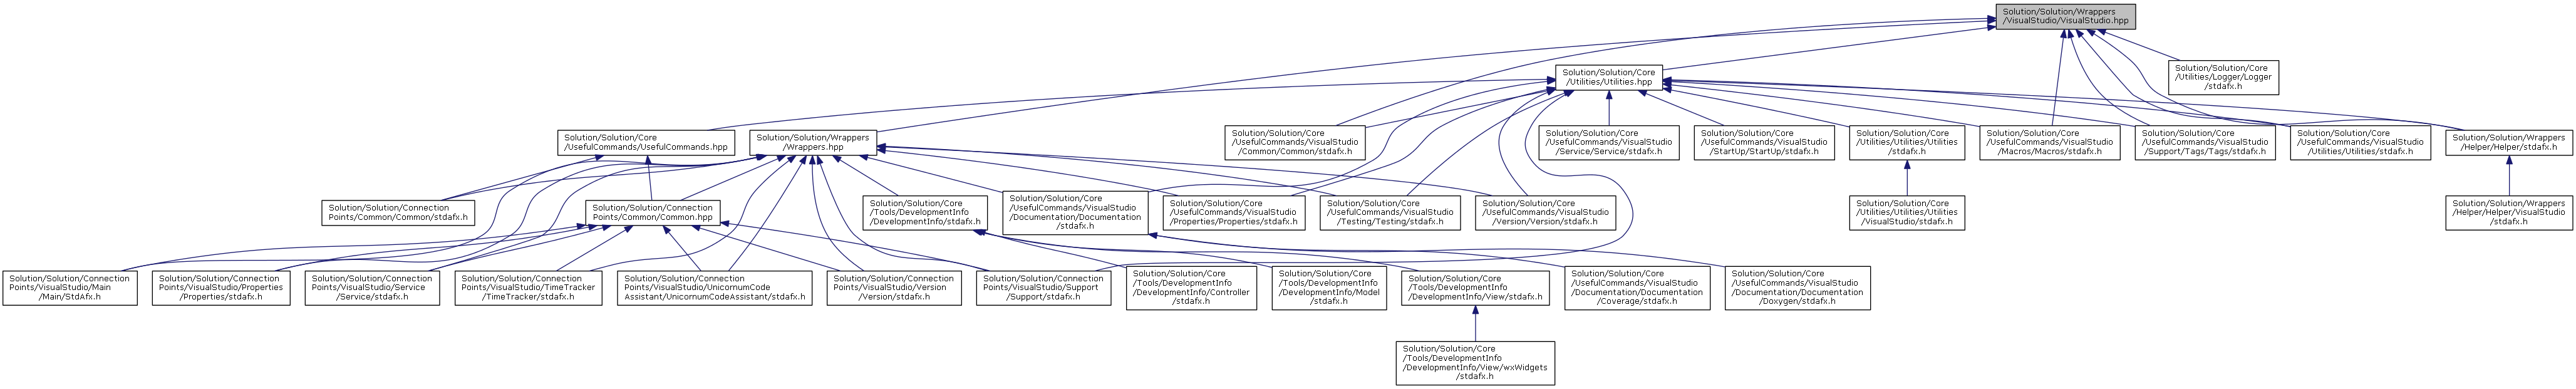 Solution/Solution/Wrappers
/VisualStudio/VisualStudio.hpp
Solution/Solution/Core
/Utilities/Utilities.hpp
Solution/Solution/Core
/Utilities/Logger/Logger
/stdafx.h
Solution/Solution/Core
/UsefulCommands/UsefulCommands.hpp
Solution/Solution/Wrappers
/Wrappers.hpp
Solution/Solution/Core
/UsefulCommands/VisualStudio
/Common/Common/stdafx.h
Solution/Solution/Core
/UsefulCommands/VisualStudio
/Service/Service/stdafx.h
Solution/Solution/Core
/UsefulCommands/VisualStudio
/StartUp/StartUp/stdafx.h
Solution/Solution/Core
/Utilities/Utilities/Utilities
/stdafx.h
Solution/Solution/Core
/UsefulCommands/VisualStudio
/Macros/Macros/stdafx.h
Solution/Solution/Core
/UsefulCommands/VisualStudio
/Support/Tags/Tags/stdafx.h
Solution/Solution/Core
/UsefulCommands/VisualStudio
/Utilities/Utilities/stdafx.h
Solution/Solution/Wrappers
/Helper/Helper/stdafx.h
Solution/Solution/Connection
Points/Common/Common/stdafx.h
Solution/Solution/Connection
Points/Common/Common.hpp
Solution/Solution/Core
/Tools/DevelopmentInfo
/DevelopmentInfo/stdafx.h
Solution/Solution/Core
/UsefulCommands/VisualStudio
/Documentation/Documentation
/stdafx.h
Solution/Solution/Core
/UsefulCommands/VisualStudio
/Properties/Properties/stdafx.h
Solution/Solution/Core
/UsefulCommands/VisualStudio
/Testing/Testing/stdafx.h
Solution/Solution/Core
/UsefulCommands/VisualStudio
/Version/Version/stdafx.h
Solution/Solution/Core
/Utilities/Utilities/Utilities
/VisualStudio/stdafx.h
Solution/Solution/Wrappers
/Helper/Helper/VisualStudio
/stdafx.h
Solution/Solution/Connection
Points/VisualStudio/Main
/Main/StdAfx.h
Solution/Solution/Connection
Points/VisualStudio/Properties
/Properties/stdafx.h
Solution/Solution/Connection
Points/VisualStudio/Service
/Service/stdafx.h
Solution/Solution/Connection
Points/VisualStudio/TimeTracker
/TimeTracker/stdafx.h
Solution/Solution/Connection
Points/VisualStudio/UnicornumCode
Assistant/UnicornumCodeAssistant/stdafx.h
Solution/Solution/Connection
Points/VisualStudio/Version
/Version/stdafx.h
Solution/Solution/Connection
Points/VisualStudio/Support
/Support/stdafx.h
Solution/Solution/Core
/Tools/DevelopmentInfo
/DevelopmentInfo/Controller
/stdafx.h
Solution/Solution/Core
/Tools/DevelopmentInfo
/DevelopmentInfo/Model
/stdafx.h
Solution/Solution/Core
/Tools/DevelopmentInfo
/DevelopmentInfo/View/stdafx.h
Solution/Solution/Core
/UsefulCommands/VisualStudio
/Documentation/Documentation
/Coverage/stdafx.h
Solution/Solution/Core
/UsefulCommands/VisualStudio
/Documentation/Documentation
/Doxygen/stdafx.h
Solution/Solution/Core
/Tools/DevelopmentInfo
/DevelopmentInfo/View/wxWidgets
/stdafx.h